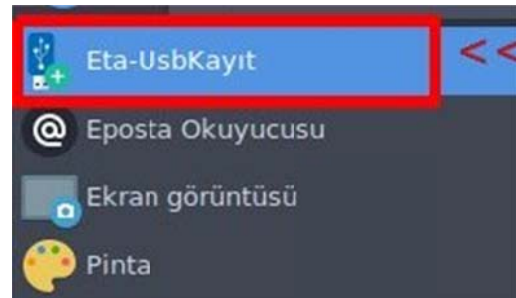 Eta-UsbKayıt <<
Eposta Okuyucusu
Ekran görüntüsü
Pinta